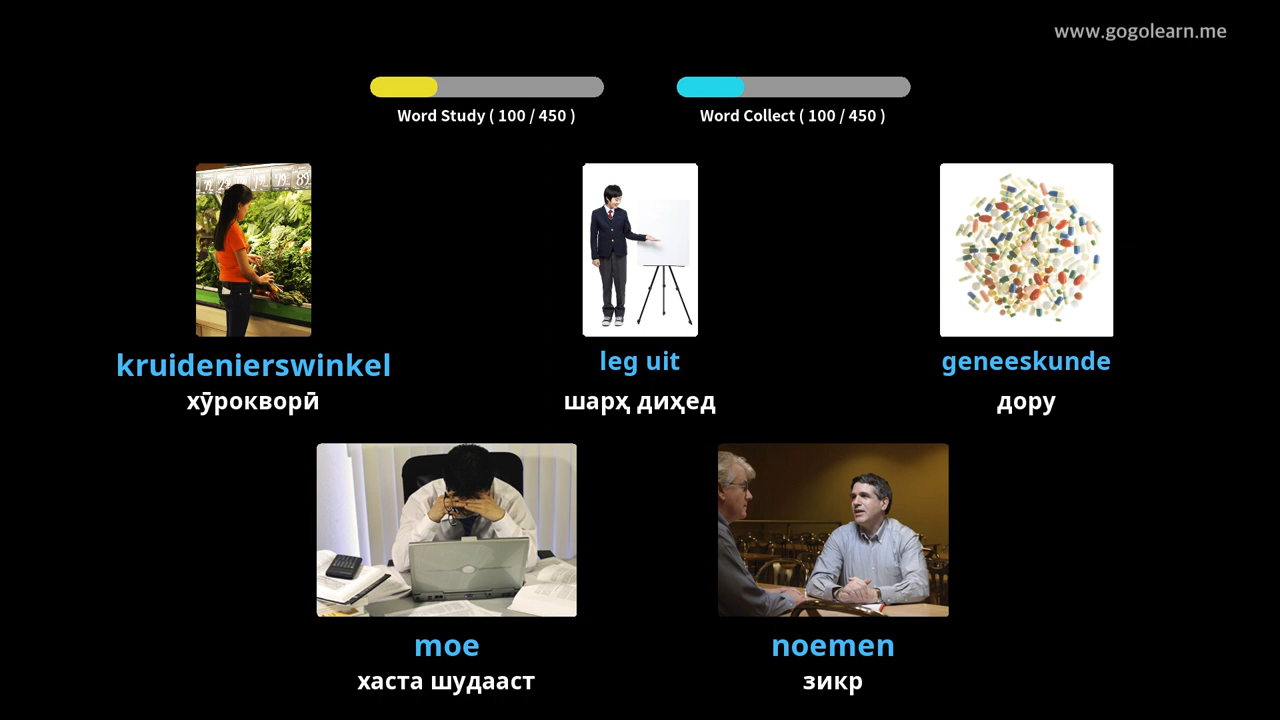 www.gogolearn.me
Word Study ( 100 / 450 )
Word Collect ( 100 / 450 )
kruidenierswinkel
leg uit
geneeskunde
хӯрокворӣ
шарҳ диҳед
дору
moe
noemen
хаста шудааст
зикр